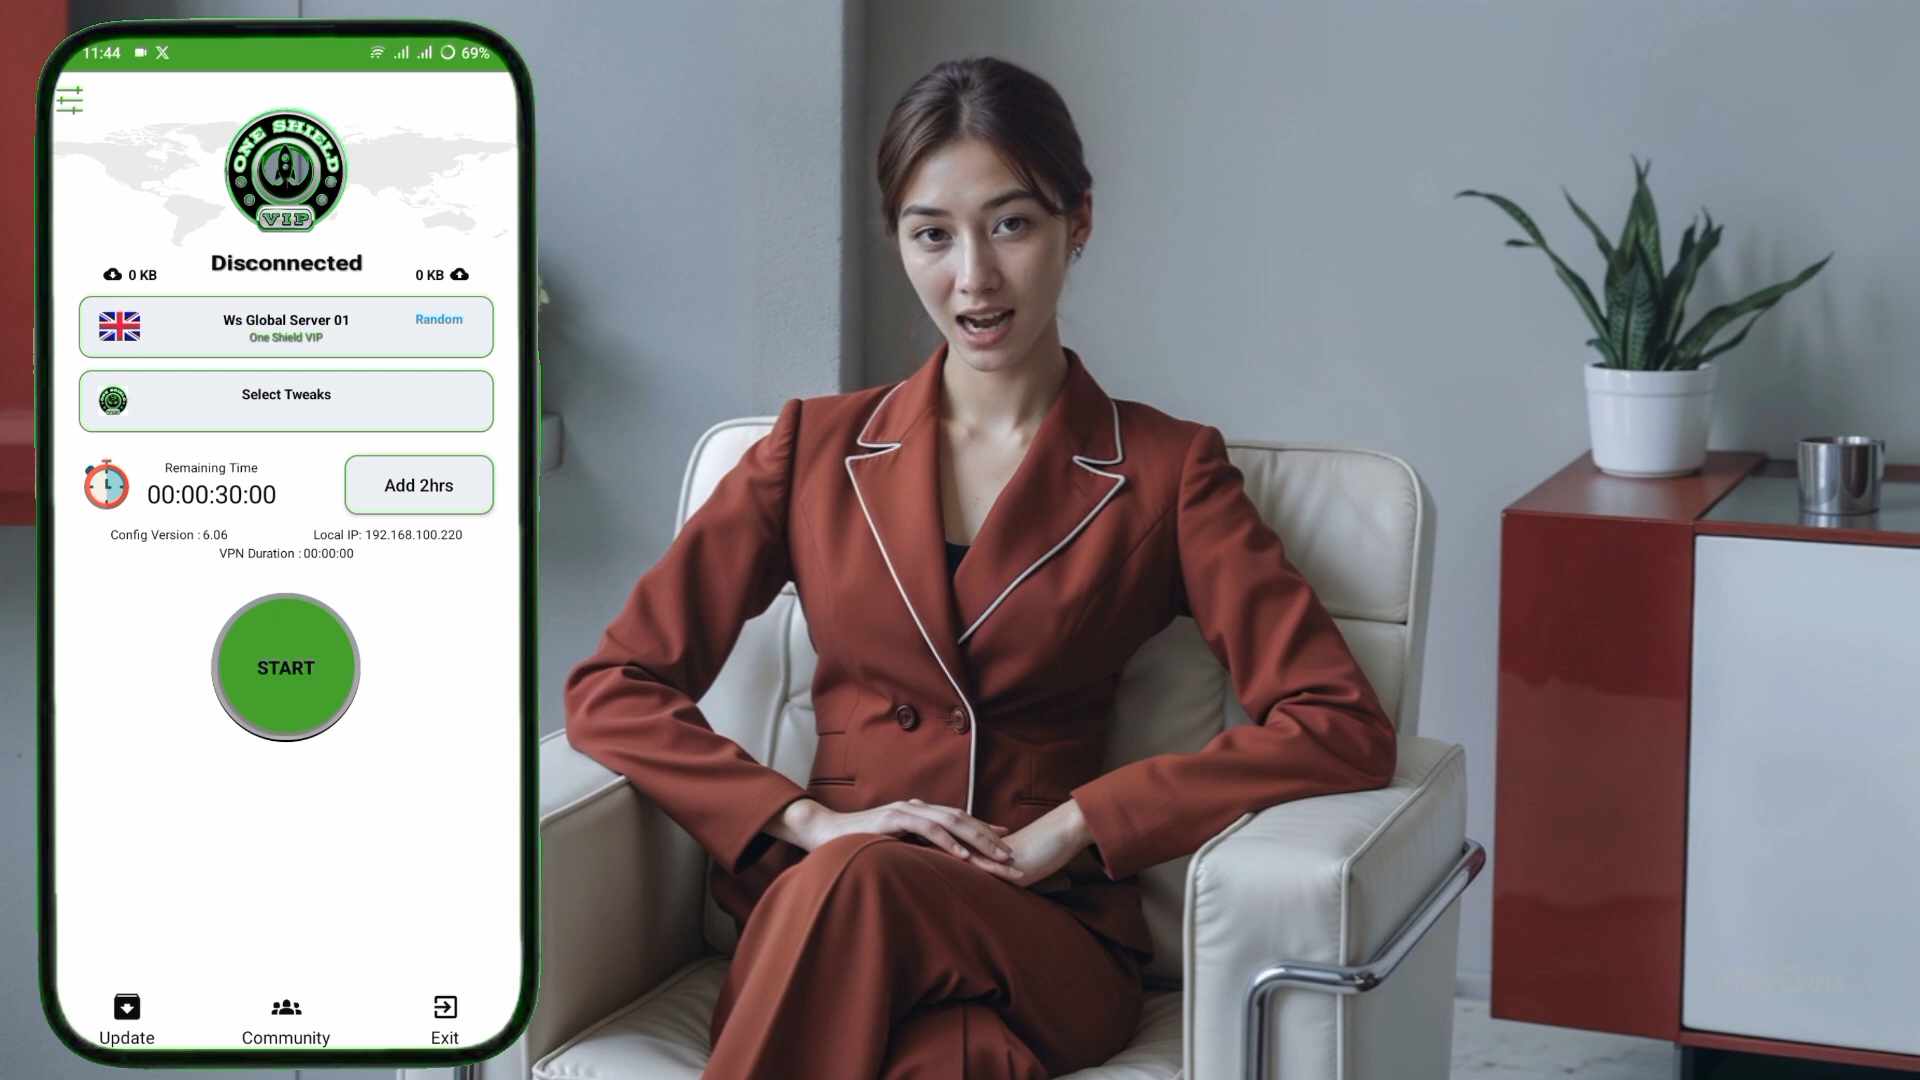 11:44
69%
ONE SHIELD
VIP
Disconnected
0 KB
0 KB
Ws Global Server 01
Random
One Shield VIP
Select Tweaks
Remaining Time
00:00:30:00
Add 2hrs
Config Version : 6.06
Local IP: 192.168.100.220
VPN Duration : 00:00:00
START
Update
Community
Exit